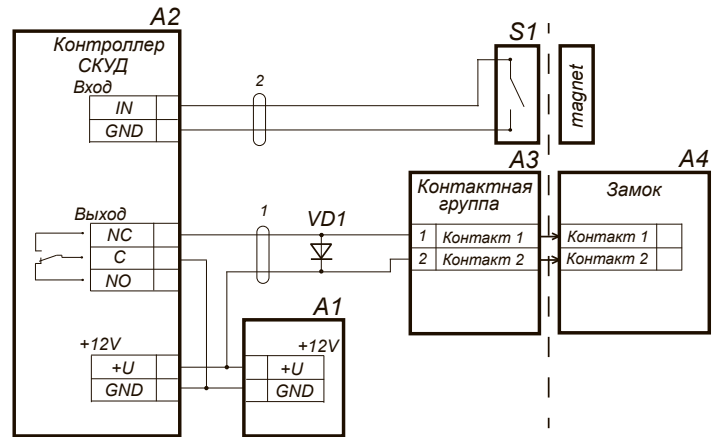 A2
Контроллер
СКУД
Вход
IN
GND
2
S1
magnet
A3
Контактная
группа
1 Контакт 1
2 Контакт 2
A4
Замок
Контакт 1
Контакт 2
Выход
NC
C
NO
1
VD1
+12V
+U
GND
A1
+12V
+U
GND